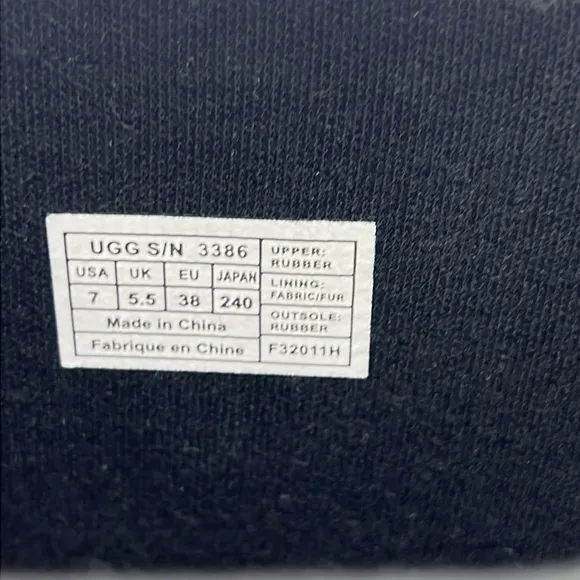 UGG S/N 3386
USA UK EU JAPAN
7 5.5 38 240
Made in China
Fabrique en Chine
UPPER:
RUBBER
LINING:
FABRIC/FUR
OUTSOLE:
RUBBER
F32011H